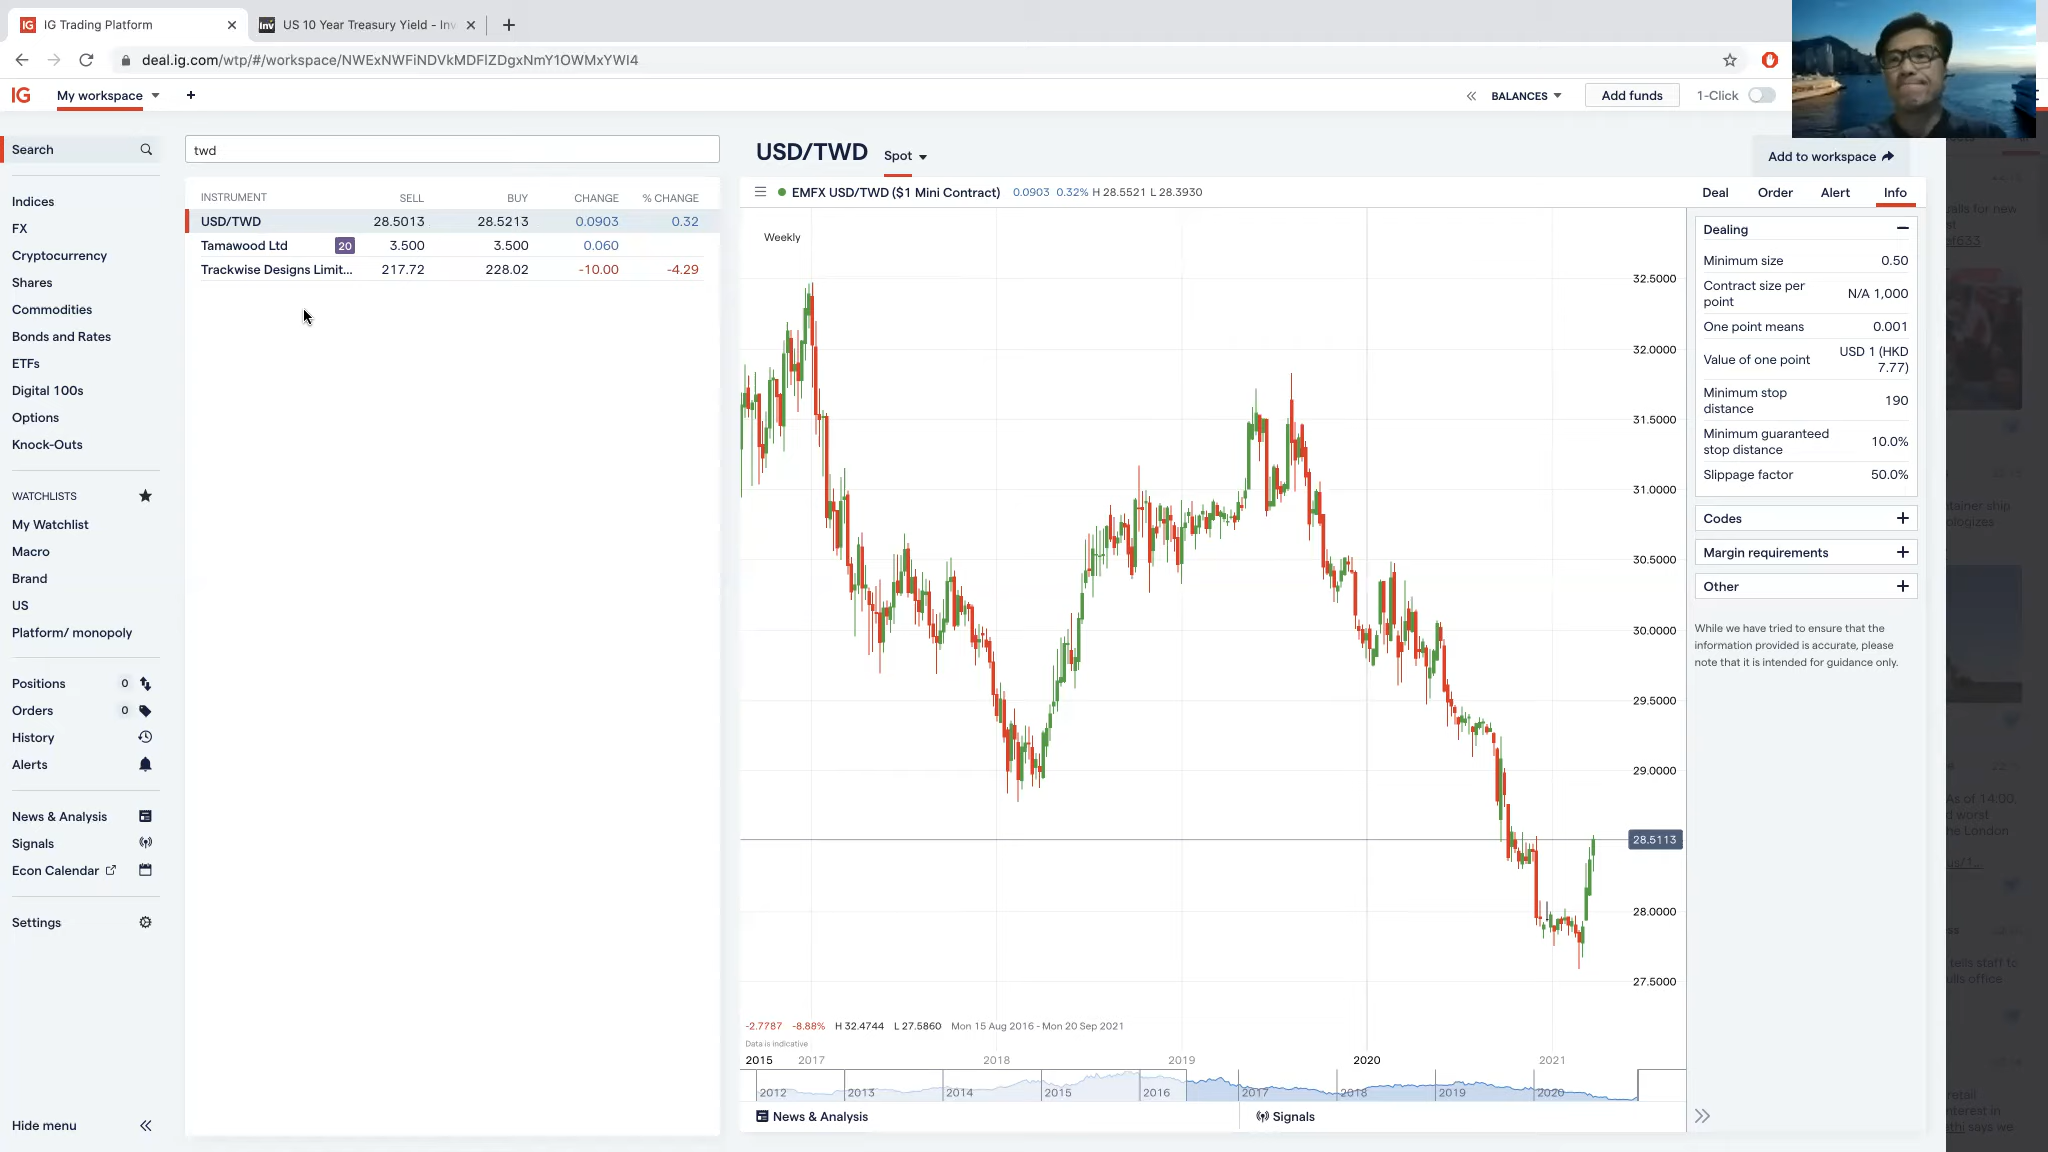 IG Trading Platform
US 10 Year Treasury Yield - Inv
deal.ig.com/wtp/#/workspace/
IG My workspace
BALANCES Add funds 1-Click
Search
twd
USD/TWD Spot
Add to workspace
INSTRUMENT SELL BUY CHANGE % CHANGE
USD/TWD 28.5013 28.5213 0.0903 0.32
Tamawood Ltd 20 3.500 3.500 0.060
Trackwise Designs Limit... 217.72 228.02 -10.00 -4.29
Indices
FX
Cryptocurrency
Shares
Commodities
Bonds and Rates
ETFs
Digital 100s
Options
Knock-Outs
WATCHLISTS
My Watchlist
Macro
Brand
US
Platform/ monopoly
Positions 0
Orders 0
History
Alerts
News & Analysis
Signals
Econ Calendar
Settings
Hide menu
EMFX USD/TWD ($1 Mini Contract) 0.0903 0.32% H 28.5521 L 28.3930
Weekly
32.5000
32.0000
31.5000
31.0000
30.5000
30.0000
29.5000
29.0000
28.5113
28.0000
27.5000
-2.7787 -8.88% H 32.4744 L 27.5860 Mon 15 Aug 2016 - Mon 20 Sep 2021
Data is indicative
2015 2017 2018 2019 2020 2021
2012 2013 2014 2015 2016 2017 2018 2019 2020
News & Analysis Signals
Deal Order Alert Info
Dealing
Minimum size 0.50
Contract size per
point N/A 1,000
One point means 0.001
Value of one point USD 1 (HKD
7.77)
Minimum stop
distance 190
Minimum guaranteed
stop distance 10.0%
Slippage factor 50.0%
Codes
Margin requirements
Other
While we have tried to ensure that the
information provided is accurate, please
note that it is intended for guidance only.